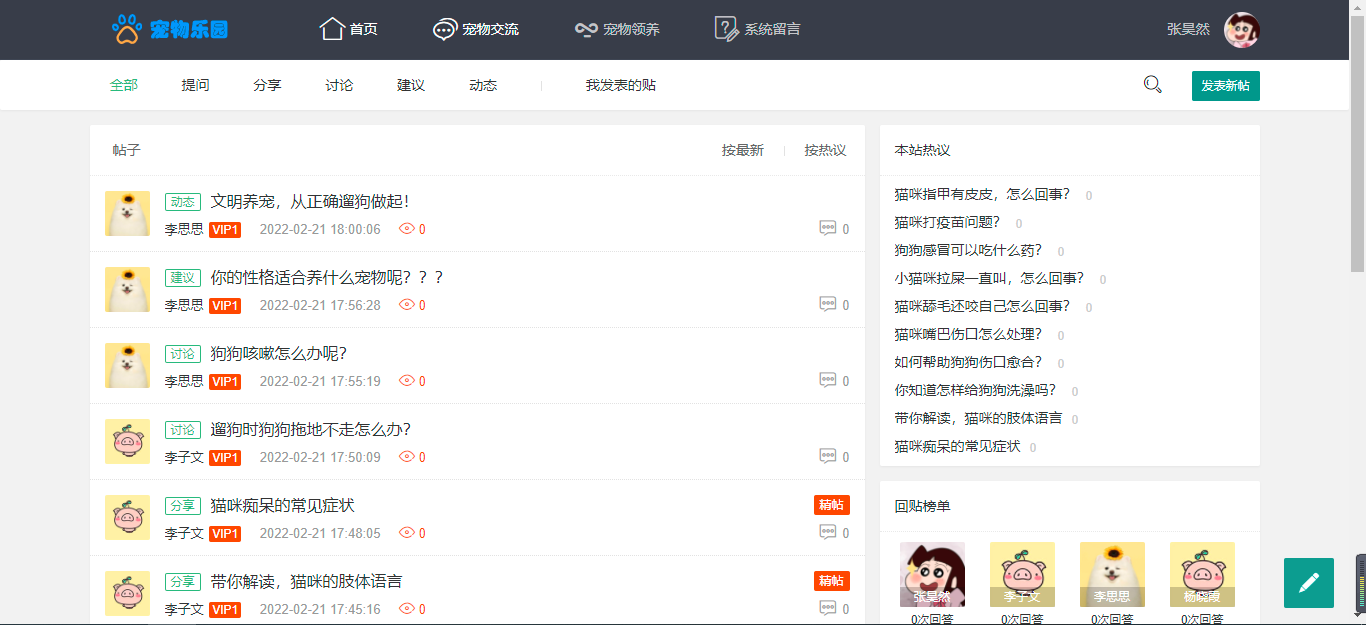 宠物乐园 首页 宠物交流 宠物领养 系统留言 张昊然
全部 提问 分享 讨论 建议 动态 我发表的贴 发表新帖
帖子 按最新 按热议
动态 文明养宠，从正确遛狗做起！
李思思 VIP1 2022-02-21 18:00:06 0 0
建议 你的性格适合养什么宠物呢？？？
李思思 VIP1 2022-02-21 17:56:28 0 0
讨论 狗狗咳嗽怎么办呢？
李思思 VIP1 2022-02-21 17:55:19 0 0
讨论 遛狗时狗狗拖地不走怎么办？
李子文 VIP1 2022-02-21 17:50:09 0 0
分享 猫咪痴呆的常见症状 精帖
李子文 VIP1 2022-02-21 17:48:05 0 0
分享 带你解读，猫咪的肢体语言 精帖
李子文 VIP1 2022-02-21 17:45:16 0 0
本站热议
猫咪指甲有皮皮，怎么回事？ 0
猫咪打疫苗问题？ 0
狗狗感冒可以吃什么药？ 0
小猫咪拉屎一直叫，怎么回事？ 0
猫咪舔毛还咬自己怎么回事？ 0
猫咪嘴巴伤口怎么处理？ 0
如何帮助狗狗伤口愈合？ 0
你知道怎样给狗狗洗澡吗？ 0
带你解读，猫咪的肢体语言 0
猫咪痴呆的常见症状 0
回贴榜单
张昊然 李子文 李思思 杨晓霞
0次回答 0次回答 0次回答 0次回答